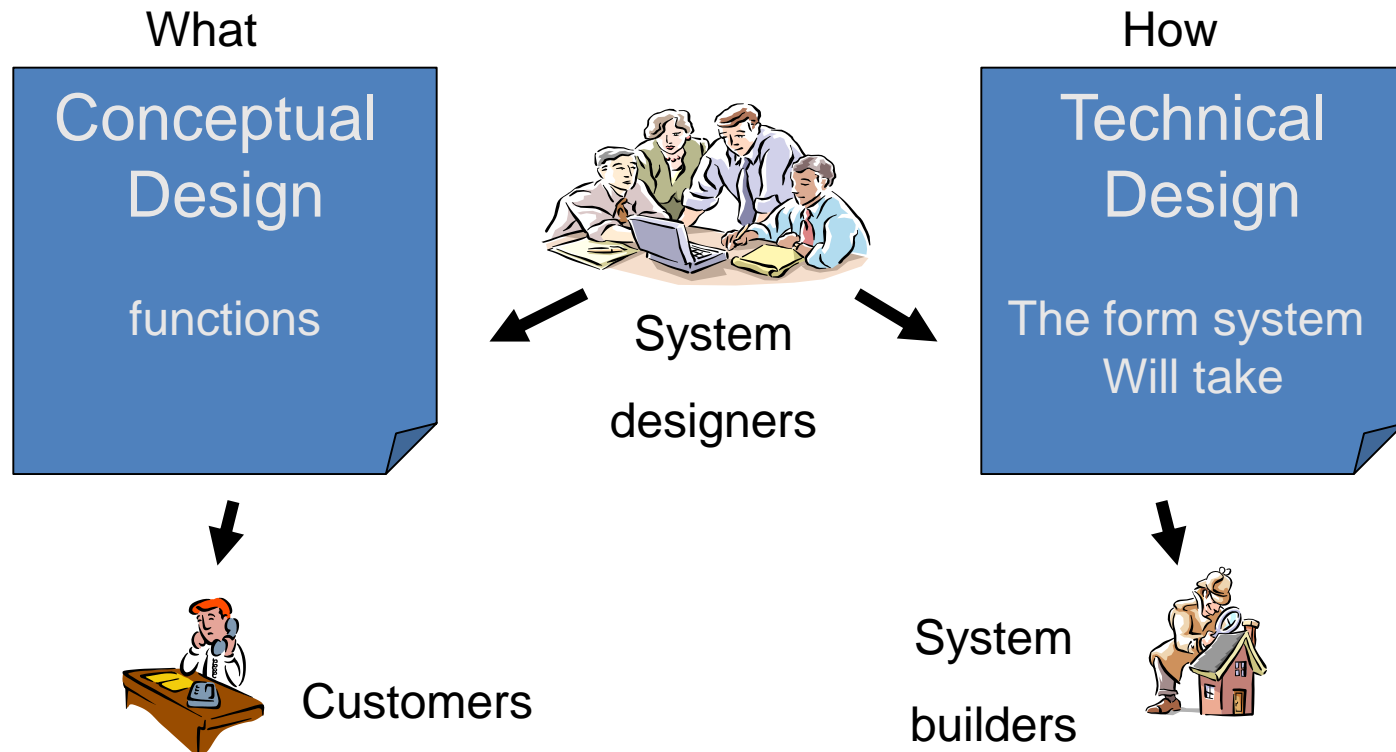 What
How
Conceptual
Design
functions
System
designers
Technical
Design
The form system
Will take
Customers
System
builders